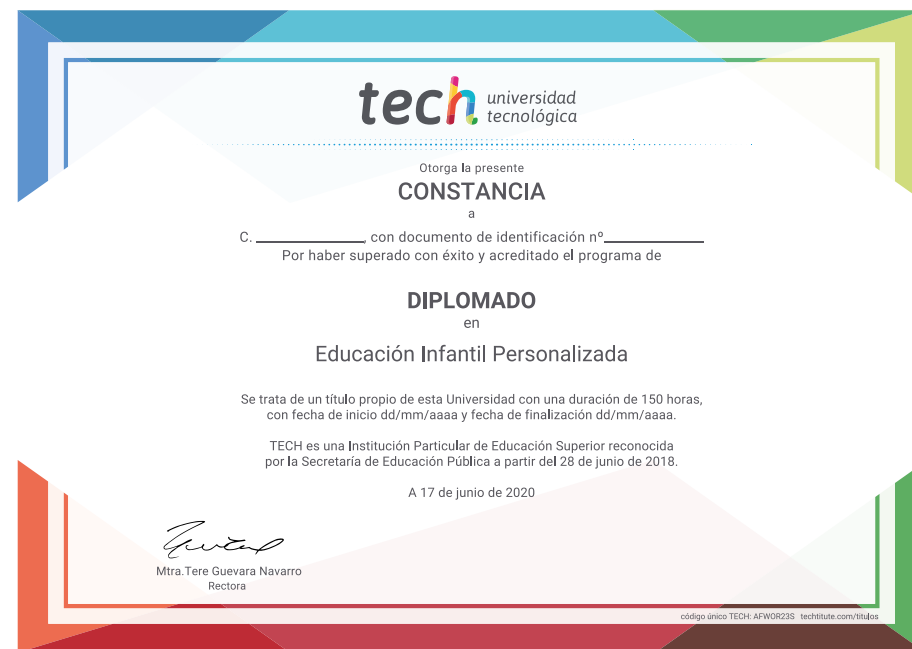 tech universidad
tecnológica
Otorga la presente
CONSTANCIA
a
C. ____________, con documento de identificación nº____________
Por haber superado con éxito y acreditado el programa de
DIPLOMADO
en
Educación Infantil Personalizada
Se trata de un título propio de esta Universidad con una duración de 150 horas,
con fecha de inicio dd/mm/aaaa y fecha de finalización dd/mm/aaaa.
TECH es una Institución Particular de Educación Superior reconocida
por la Secretaría de Educación Pública a partir del 28 de junio de 2018.
A 17 de junio de 2020
Mtra.Tere Guevara Navarro
Rectora
código único TECH: AFWOR23S techtitute.com/titulos